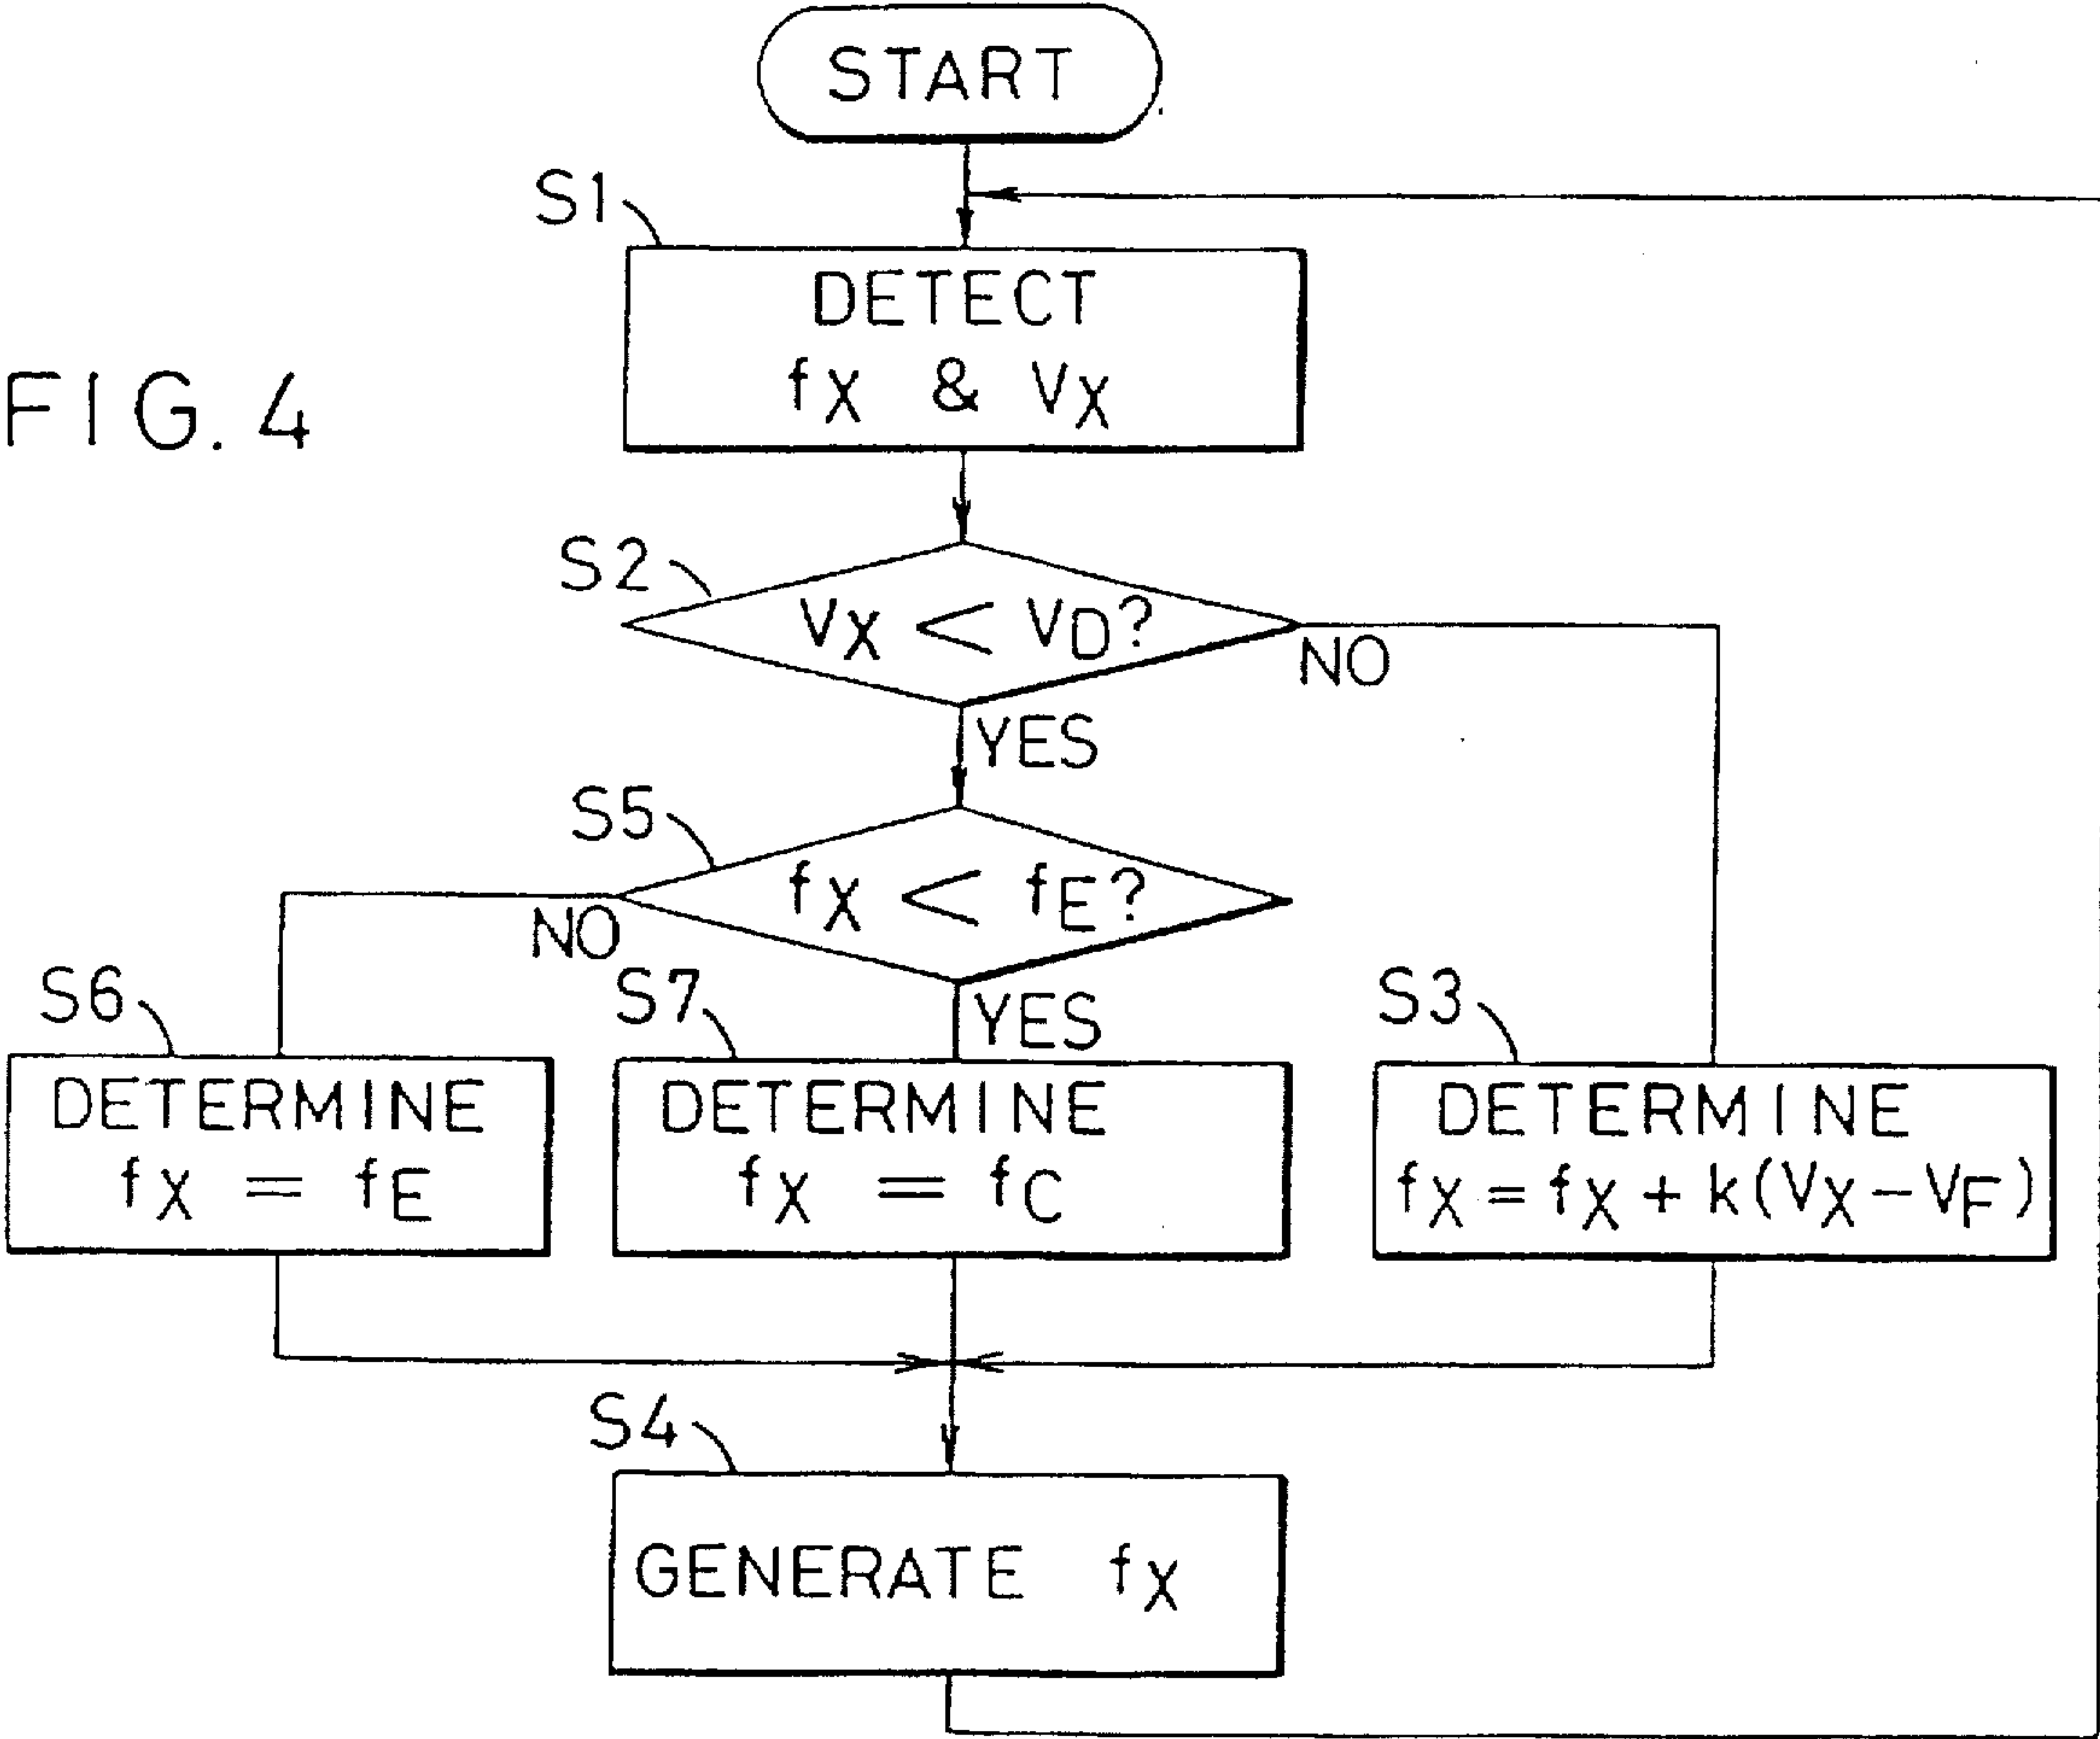 START
S1
DETECT
fX & VX
FIG. 4
S2
VX < VD?
NO
YES
S5
fX < fE?
NO
YES
S6
DETERMINE
fX = fE
S7
DETERMINE
fX = fC
S3
DETERMINE
fX = fX + k(VX - VF)
S4
GENERATE fX